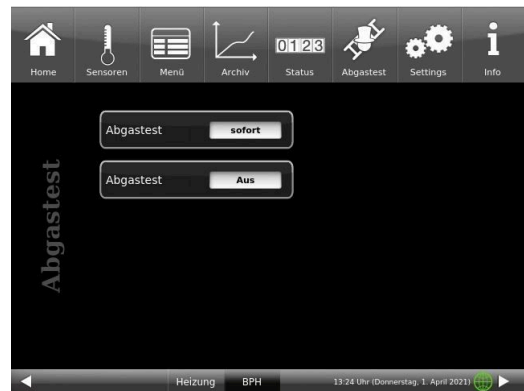 0123
Home Sensoren Menü Archiv Status Abgastest Settings Info
Abgastest sofort
Abgastest Aus
Abgastest
Heizung BPH 13:24 Uhr (Donnerstag, 1. April 2021)